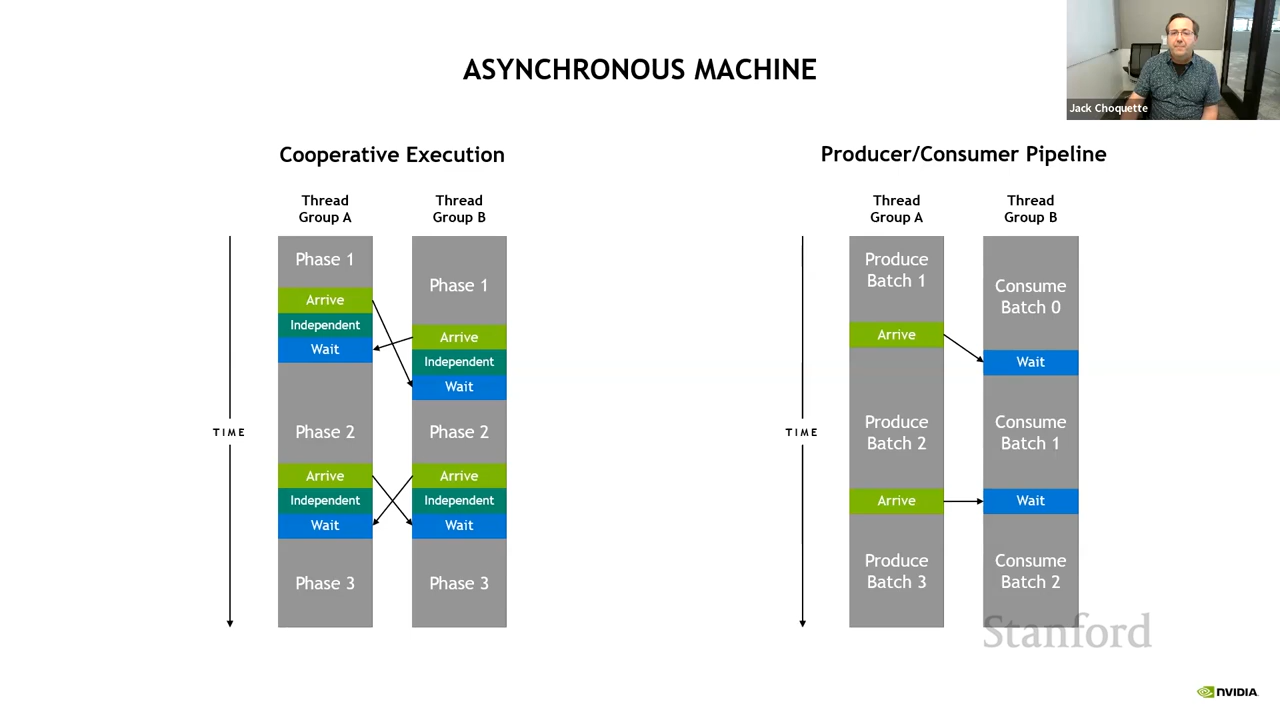 ASYNCHRONOUS MACHINE
Jack Choquette
Cooperative Execution
Thread
Group A
Thread
Group B
TIME
Phase 1
Arrive
Independent
Wait
Phase 2
Arrive
Independent
Wait
Phase 3
Phase 1
Arrive
Independent
Wait
Phase 2
Arrive
Independent
Wait
Phase 3
Producer/Consumer Pipeline
Thread
Group A
Thread
Group B
TIME
Produce
Batch 1
Arrive
Produce
Batch 2
Arrive
Produce
Batch 3
Consume
Batch 0
Wait
Consume
Batch 1
Wait
Consume
Batch 2
Stanford
NVIDIA.